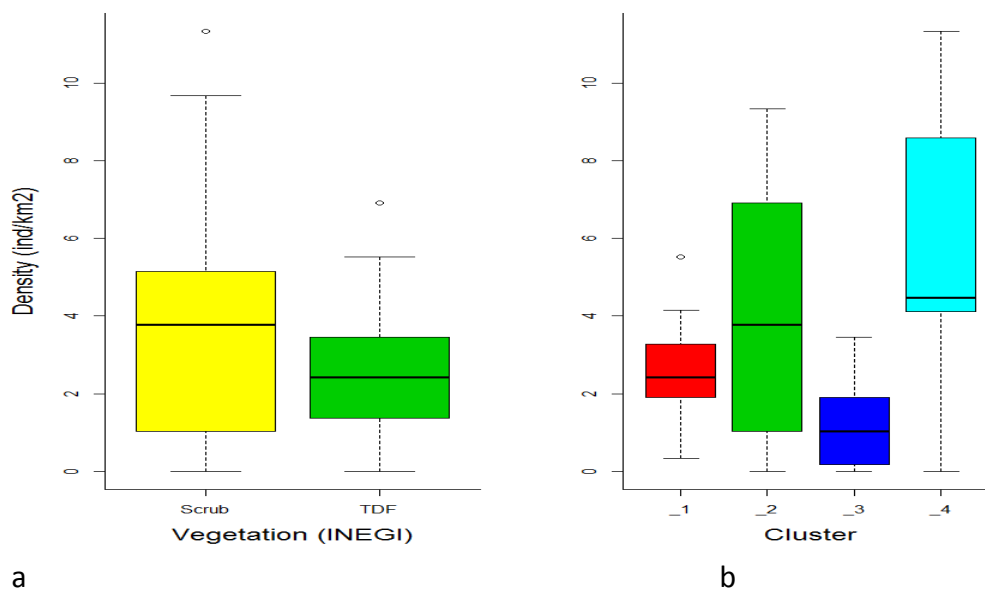 Density (ind/km2)
10
8
6
4
2
0
Scrub TDF
Vegetation (INEGI)
10
8
6
4
2
0
_1 _2 _3 _4
Cluster
a b